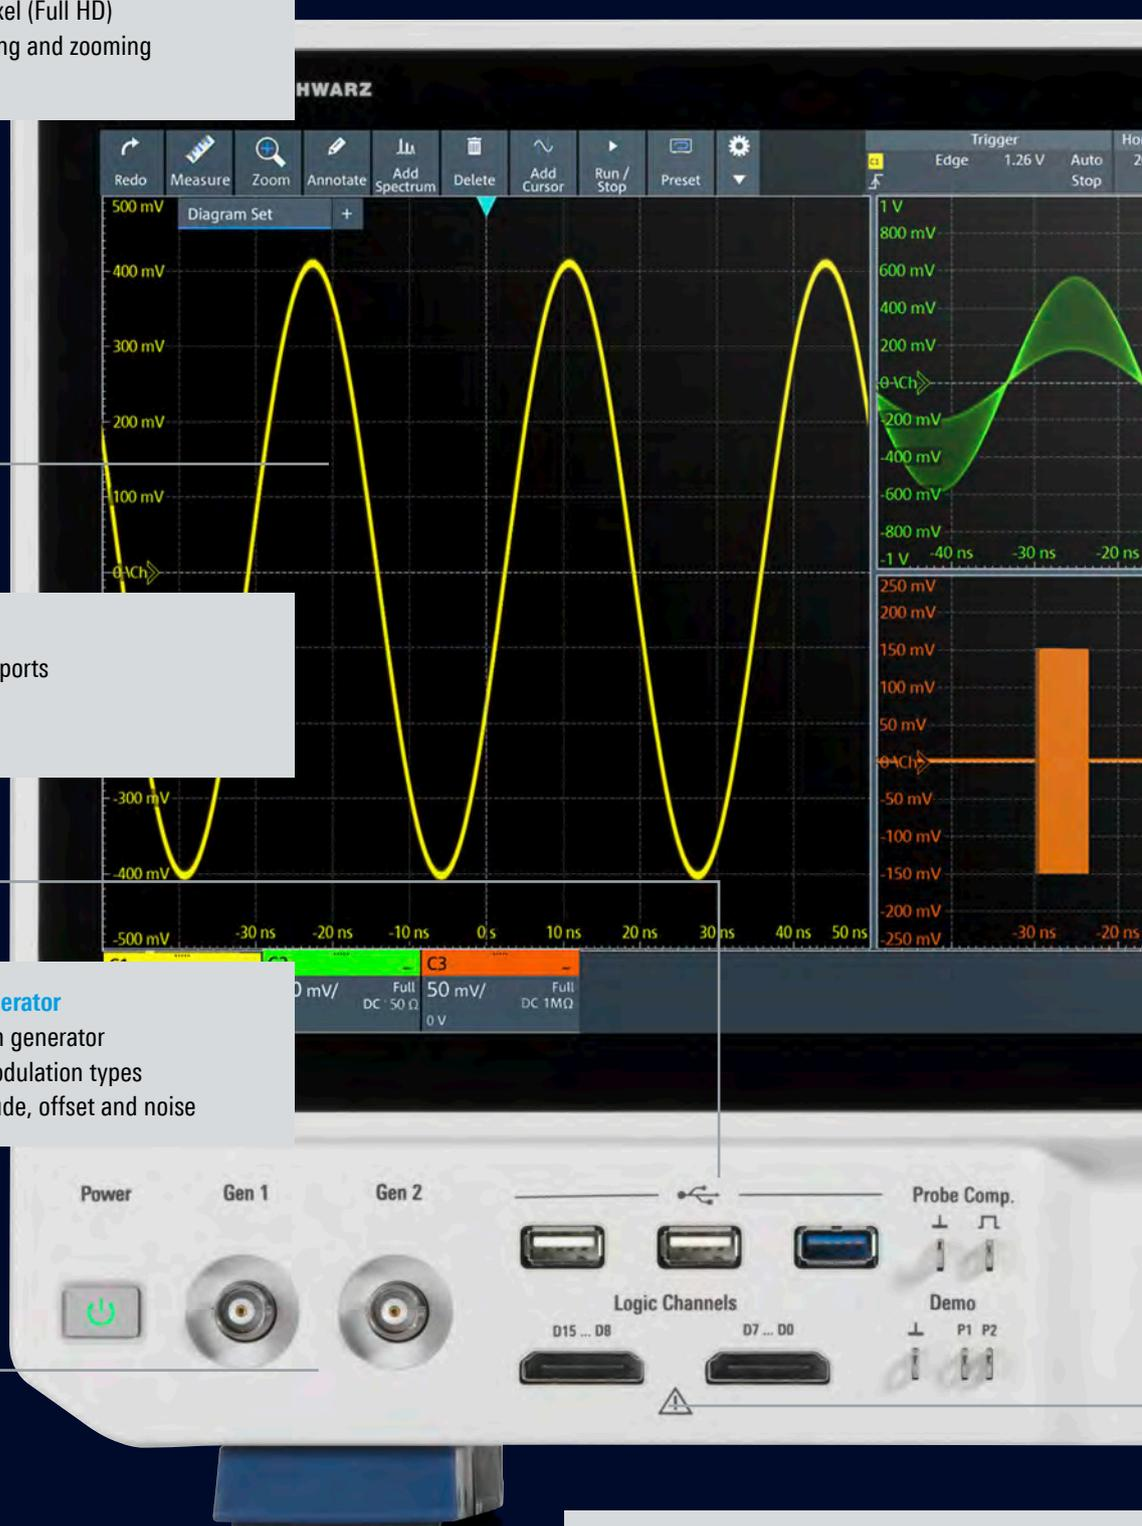 xel (Full HD)
ng and zooming
HWARZ
Redo
Measure
Zoom
Annotate
Add
Spectrum
Delete
Add
Cursor
Run /
Stop
Preset
Trigger
C1
Edge
1.26 V
Auto
Stop
Ho
2
Diagram Set
+
500 mV
400 mV
300 mV
200 mV
100 mV
0
-300 mV
-400 mV
-500 mV
-30 ns
-20 ns
-10 ns
0 s
10 ns
20 ns
30 ns
40 ns
50 ns
1 V
800 mV
600 mV
400 mV
200 mV
0
-200 mV
-400 mV
-600 mV
-800 mV
-1 V
-40 ns
-30 ns
-20 ns
250 mV
200 mV
150 mV
100 mV
50 mV
0
-50 mV
-100 mV
-150 mV
-200 mV
-250 mV
-30 ns
-20 ns
ports
C3
0 mV/
Full
DC 50 Ω
50 mV/
Full
DC 1MΩ
0 V
erator
n generator
odulation types
ude, offset and noise
Power
Gen 1
Gen 2
Probe Comp.
Logic Channels
D15 ... D8
D7 ... D0
Demo
P1 P2